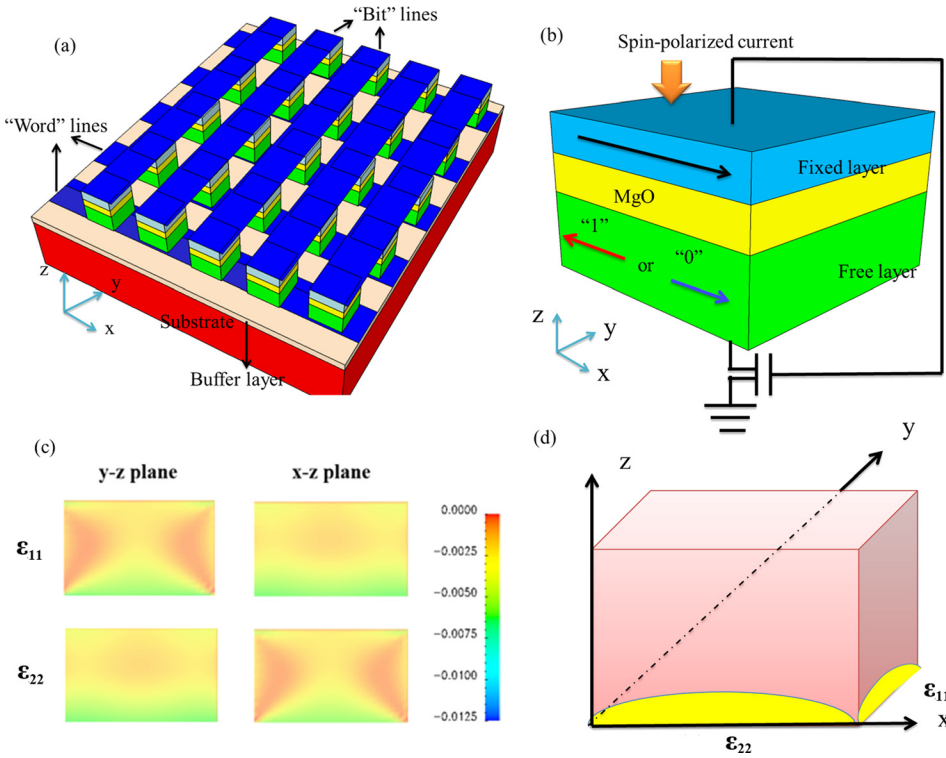 (a)
“Bit” lines
“Word” lines
z
y
x
Substrate
Buffer layer
(b)
Spin-polarized current
Fixed layer
MgO
“1”
or
“0”
Free layer
z
y
x
(c)
y-z plane
x-z plane
ε11
ε22
0.0000
−0.0025
−0.0050
−0.0075
−0.0100
−0.0125
(d)
y
z
ε11
x
ε22